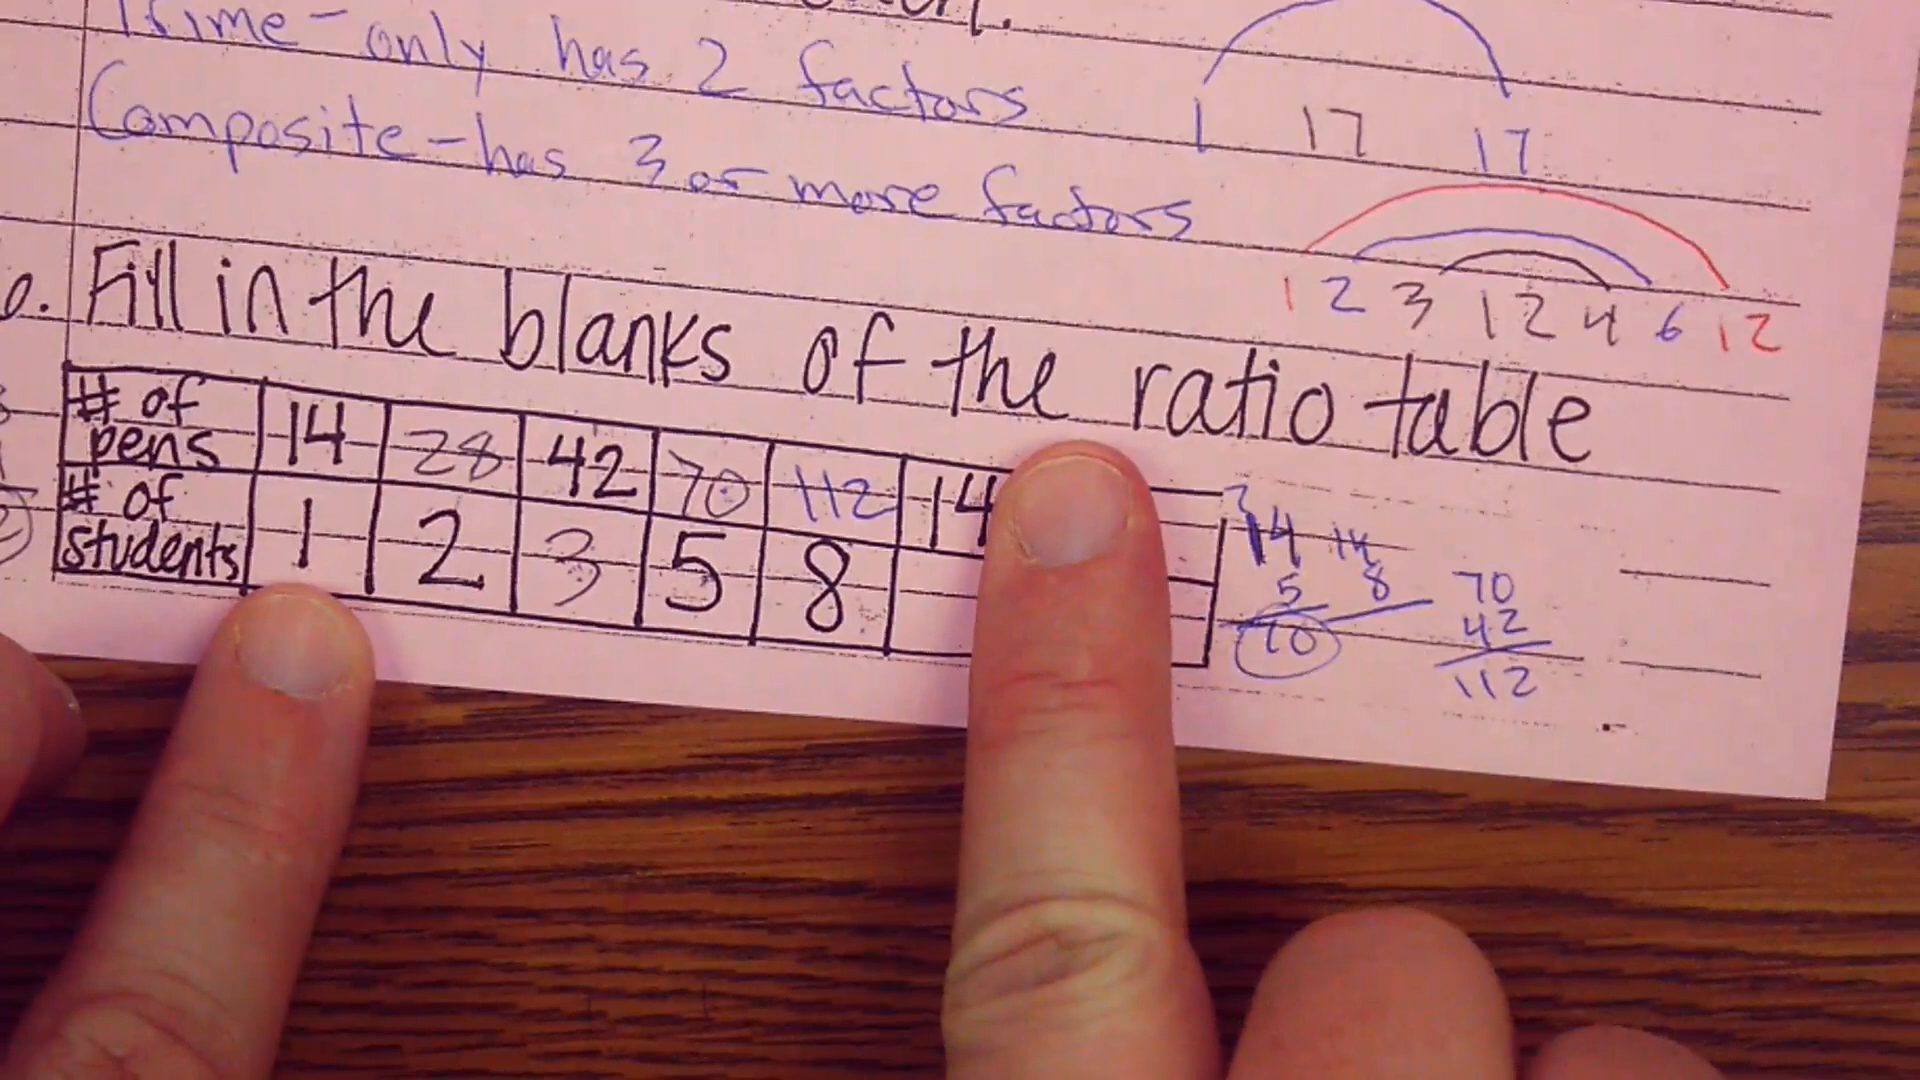 Prime - only has 2 factors
Composite - has 3 or more factors
1 17 17
1 2 3 12 4 6 12
Fill in the blanks of the ratio table
# of pens 14 28 42 70 112 14
# of students 1 2 3 5 8
14 14 70
5 8 42
70 112